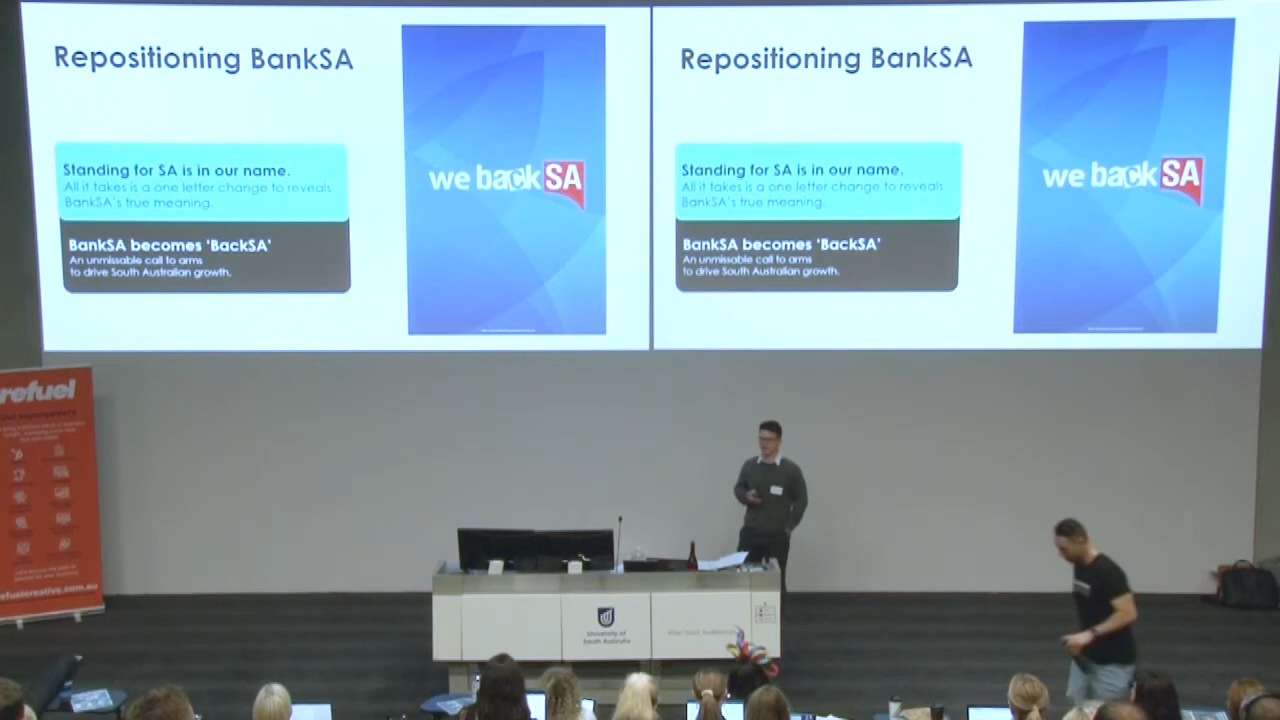 Repositioning BankSA
Standing for SA is in our name.
All it takes is a one letter change to reveals
BankSA's true meaning.
BankSA becomes 'BackSA'
An unmissable call to arms
to drive South Australian growth.
we back SA
Repositioning BankSA
Standing for SA is in our name.
All it takes is a one letter change to reveals
BankSA's true meaning.
BankSA becomes 'BackSA'
An unmissable call to arms
to drive South Australian growth.
we back SA
refuel
efuelcreative.com.au
University of
South Australia